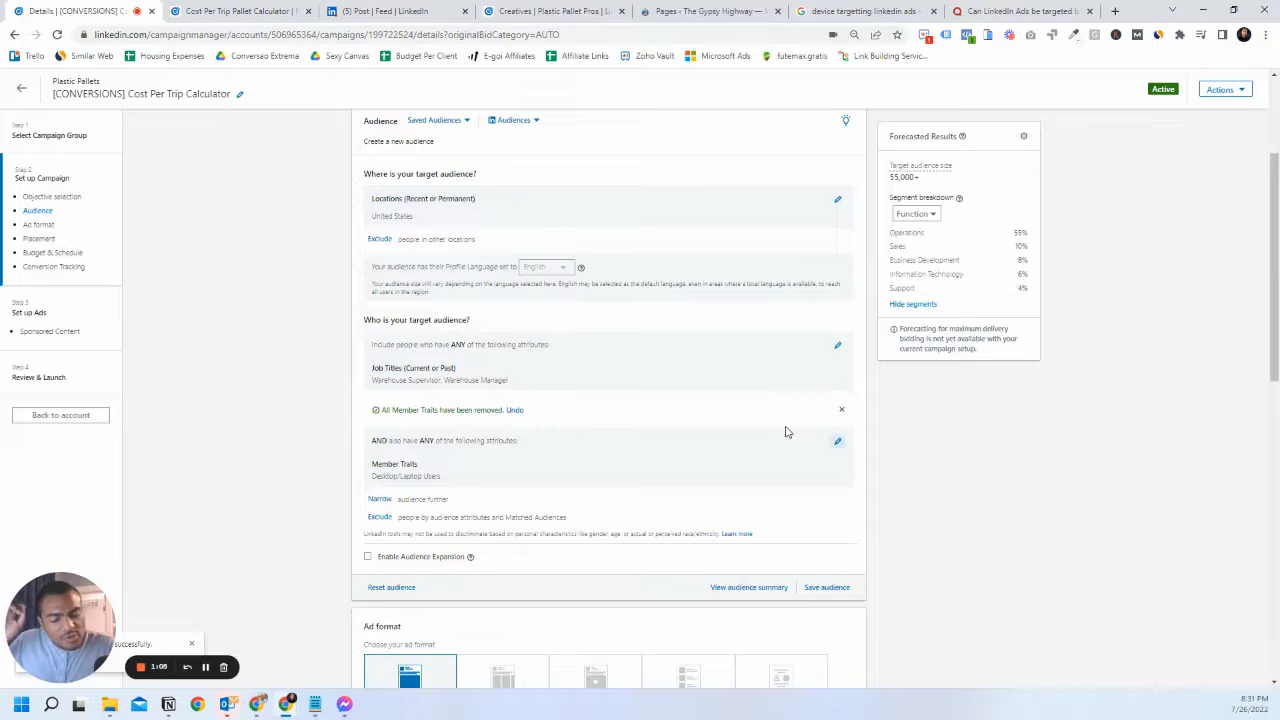 Details | [CONVERSIONS]
Cost Per Trip Calculator | P
(5) Post | Feed | LinkedIn
Creatives | Plastic Pallet Pros | L
Pages ‹ The Gypsy Highway —
device targetting linkedin ads -
Can LinkedIn Ads be targeted b
linkedin.com/campaignmanager/accounts/506965364/campaigns/199722524/details?originalBidCategory=AUTO
Trello
Similar Web
Housing Expenses
Conversao Extrema
Sexy Canvas
Budget Per Client
E-goi Affiliates
Affiliate Links
Zoho Vault
Microsoft Ads
futemax.gratis
Link Building Servic...
Plastic Pallets
[CONVERSIONS] Cost Per Trip Calculator
Active
Actions
Step 1
Select Campaign Group
Step 2
Set up Campaign
Objective selection
Audience
Ad format
Placement
Budget & Schedule
Conversion Tracking
Step 3
Set up Ads
Sponsored Content
Step 4
Review & Launch
Back to account
Audience Saved Audiences Audiences
Create a new audience
Where is your target audience?
Locations (Recent or Permanent)
United States
Exclude people in other locations
Your audience has their Profile Language set to English
Your audience size will vary depending on the language selected here. English may be selected as the default language, even in areas where a local language is available, to reach
all users in the region.
Who is your target audience?
Include people who have ANY of the following attributes:
Job Titles (Current or Past)
Warehouse Supervisor, Warehouse Manager
All Member Traits have been removed. Undo
AND also have ANY of the following attributes:
Member Traits
Desktop/Laptop Users
Narrow audience further
Exclude people by audience attributes and Matched Audiences
LinkedIn tools may not be used to discriminate based on personal characteristics like gender, age, or actual or perceived race/ethnicity. Learn more
Enable Audience Expansion
Reset audience
View audience summary
Save audience
Ad format
Choose your ad format
Forecasted Results
Target audience size
55,000+
Segment breakdown
Function
Operations 55%
Sales 10%
Business Development 8%
Information Technology 6%
Support 4%
Hide segments
Forecasting for maximum delivery
bidding is not yet available with your
current campaign setup.
successfully.
1:06
8:31 PM
7/26/2022